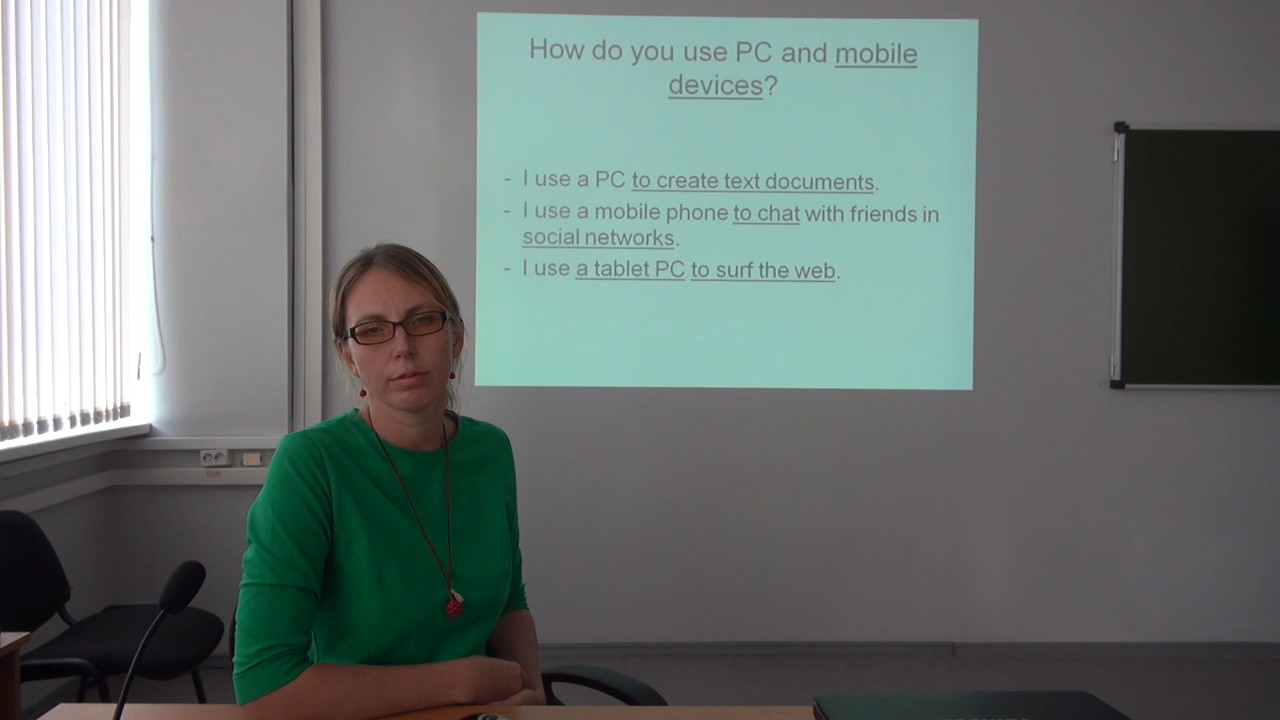 How do you use PC and mobile
devices?
- I use a PC to create text documents.
- I use a mobile phone to chat with friends in
social networks.
- I use a tablet PC to surf the web.